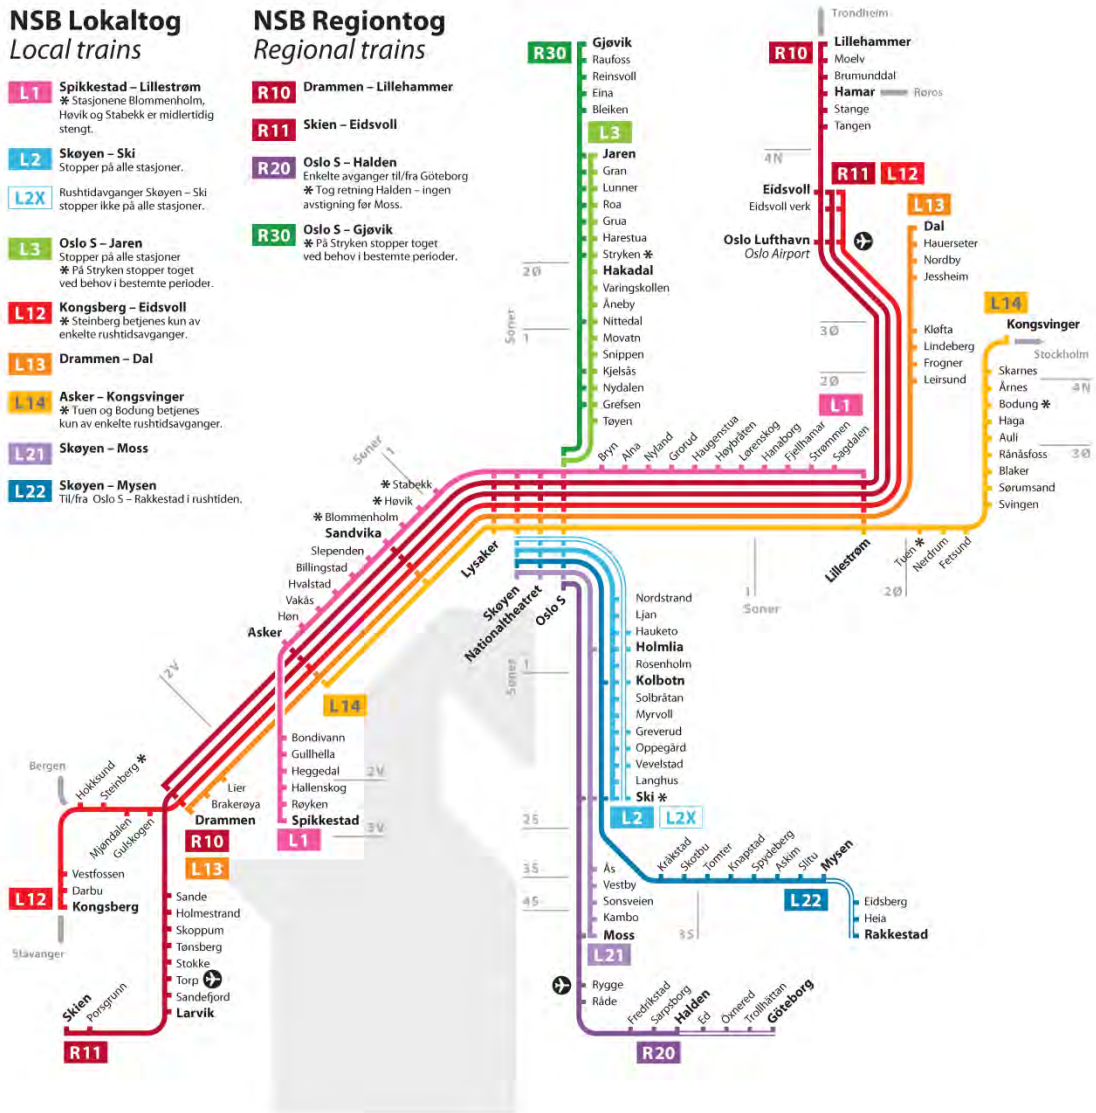 NSB Lokaltog
Local trains
L1
Spikkestad – Lillestrøm
* Stasjonene Blommenholm,
Høvik og Stabekk er midlertidig
stengt.
L2
Skøyen – Ski
Stopper på alle stasjoner.
L2X
Rushtidavganger Skøyen – Ski
stopper ikke på alle stasjoner.
L3
Oslo S – Jaren
Stopper på alle stasjoner
* På Stryken stopper toget
ved behov i bestemte perioder.
L12
Kongsberg – Eidsvoll
* Steinberg betjenes kun av
enkelte rushtidsavganger.
L13
Drammen – Dal
L14
Asker – Kongsvinger
* Tuen og Bodung betjenes
kun av enkelte rushtidsavganger.
L21
Skøyen – Moss
L22
Skøyen – Mysen
Til/fra Oslo S – Rakkestad i rushtiden.
NSB Regiontog
Regional trains
R10
Drammen – Lillehammer
R11
Skien – Eidsvoll
R20
Oslo S – Halden
Enkelte avganger til/fra Göteborg
* Tog retning Halden – ingen
avstigning før Moss.
R30
Oslo S – Gjøvik
* På Stryken stopper toget
ved behov i bestemte perioder.
R30
Gjøvik
Raufoss
Reinsvoll
Eina
Bleiken
L3
Jaren
Gran
Lunner
Roa
Grua
Harestua
Stryken *
Hakadal
Varingskollen
Åneby
Nittedal
Movatn
Snippen
Kjelsås
Nydalen
Grefsen
Tøyen
2Ø
Soner
1
Trondheim
R10
Lillehammer
Moelv
Brumunddal
Hamar
Røros
Stange
Tangen
4N
R11
L12
Eidsvoll
Eidsvoll verk
Oslo Lufthavn
Oslo Airport
L13
Dal
Hauerseter
Nordby
Jessheim
Kløfta
Lindeberg
Frogner
Leirsund
3Ø
2Ø
L1
L14
Kongsvinger
Stockholm
Skarnes
Årnes
4N
Bodung *
Haga
Auli
Rånåsfoss
3Ø
Blaker
Sørumsand
Svingen
Bryn
Alna
Nyland
Grorud
Haugenstua
Høybråten
Lørenskog
Hanaborg
Fjellhamar
Strømmen
Sagdalen
Soner
1
* Stabekk
* Høvik
* Blommenholm
Sandvika
Slependen
Billingstad
Hvalstad
Vakås
Høn
Asker
2V
Lysaker
Skøyen
Nationaltheatret
Oslo S
Lillestrøm
Tuen *
Nerdrum
Fetsund
1
Soner
2Ø
Nordstrand
Ljan
Hauketo
Holmlia
Rosenholm
Kolbotn
Solbråtan
Myrvoll
Greverud
Oppegård
Vevelstad
Langhus
Ski *
L2
L2X
1
Soner
2S
3S
4S
L14
Bondivann
Gullhella
Heggedal
2V
Hallenskog
Røyken
Spikkestad
3V
L1
Bergen
Hokksund
Steinberg *
Mjøndalen
Gulskogen
Lier
Brakerøya
Drammen
R10
L13
Vestfossen
Darbu
L12
Kongsberg
Stavanger
Sande
Holmestrand
Skoppum
Tønsberg
Stokke
Torp
Sandefjord
Larvik
Skien
Porsgrunn
R11
Kråkstad
Skotbu
Tomter
Knapstad
Spydeberg
Askim
Slitu
Mysen
L22
3S
Eidsberg
Heia
Rakkestad
Ås
Vestby
Sonsveien
Kambo
Moss
L21
Rygge
Råde
Fredrikstad
Sarpsborg
Halden
Ed
Öxnered
Trollhättan
Göteborg
R20